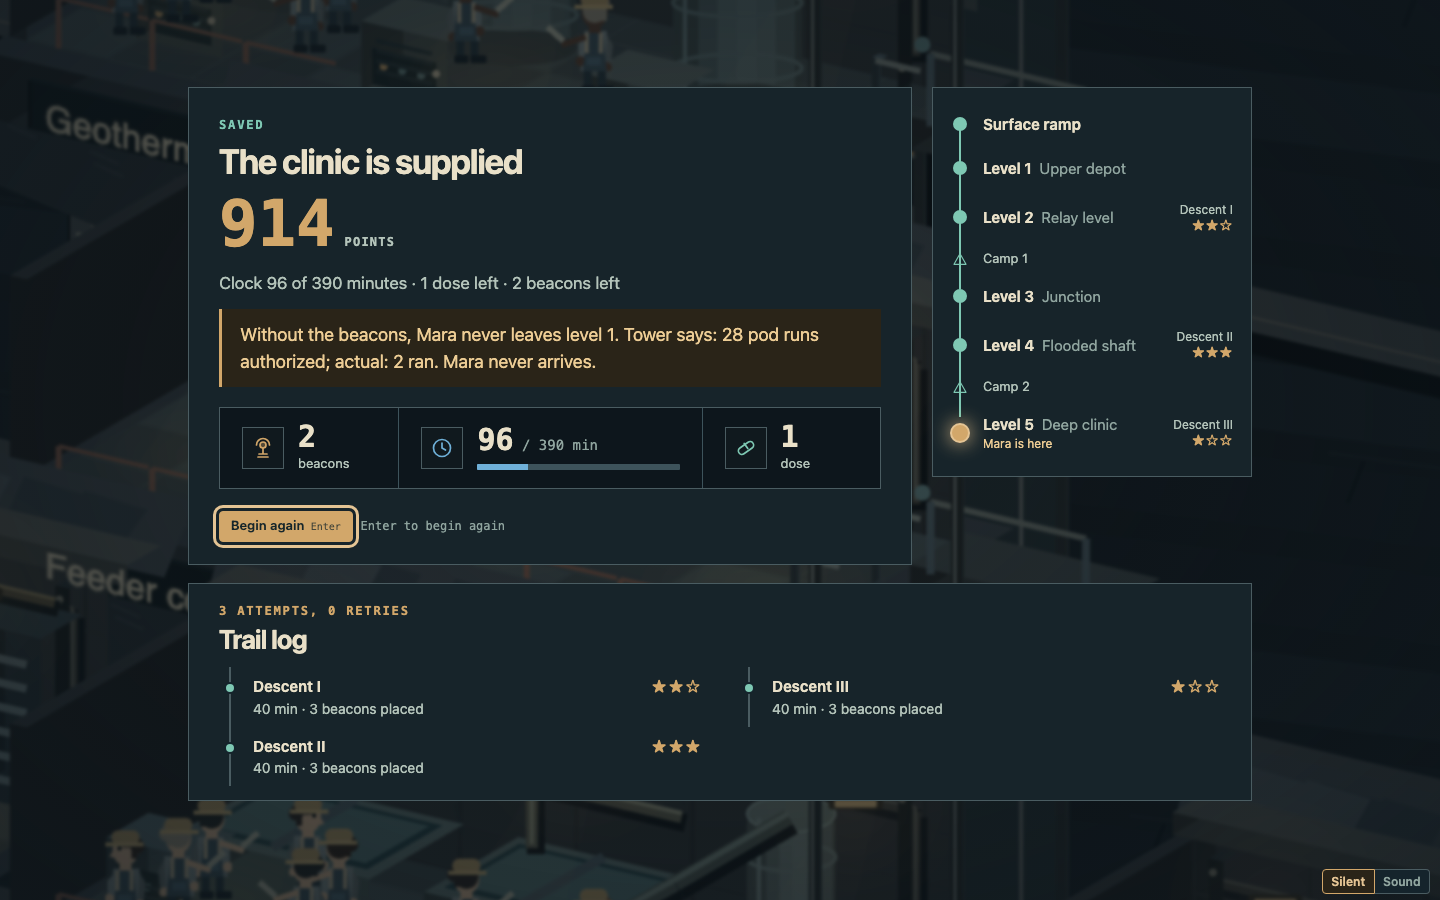 Geotherm
SAVED
The clinic is supplied
914 POINTS
Clock 96 of 390 minutes · 1 dose left · 2 beacons left
Without the beacons, Mara never leaves level 1. Tower says: 28 pod runs
authorized; actual: 2 ran. Mara never arrives.
2
beacons
96 / 390 min
1
dose
Begin again Enter
Enter to begin again
Surface ramp
Level 1 Upper depot
Level 2 Relay level
Descent I
Camp 1
Level 3 Junction
Level 4 Flooded shaft
Descent II
Camp 2
Level 5 Deep clinic
Mara is here
Descent III
Feeder
3 ATTEMPTS, 0 RETRIES
Trail log
Descent I
40 min · 3 beacons placed
Descent II
40 min · 3 beacons placed
Descent III
40 min · 3 beacons placed
Silent Sound